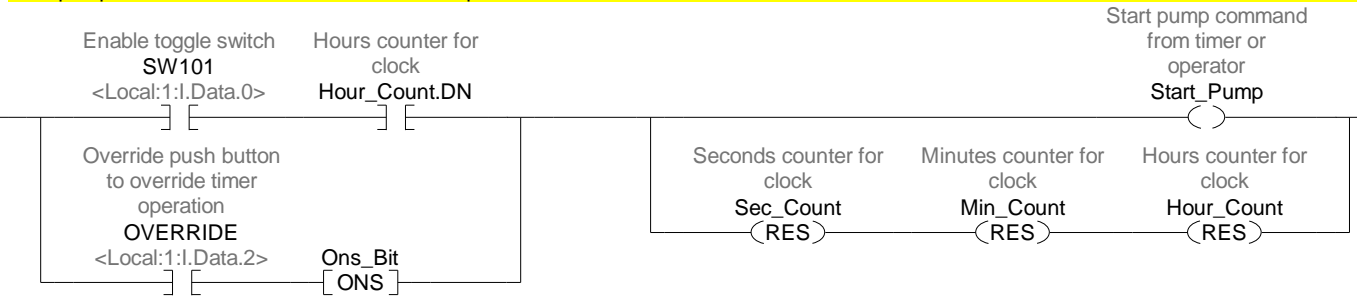 Enable toggle switch
SW101
<Local:1:I.Data.0>
Hours counter for
clock
Hour_Count.DN
Start pump command
from timer or
operator
Start_Pump
Override push button
to override timer
operation
OVERRIDE
<Local:1:I.Data.2>
Ons_Bit
ONS
Seconds counter for
clock
Sec_Count
RES
Minutes counter for
clock
Min_Count
RES
Hours counter for
clock
Hour_Count
RES